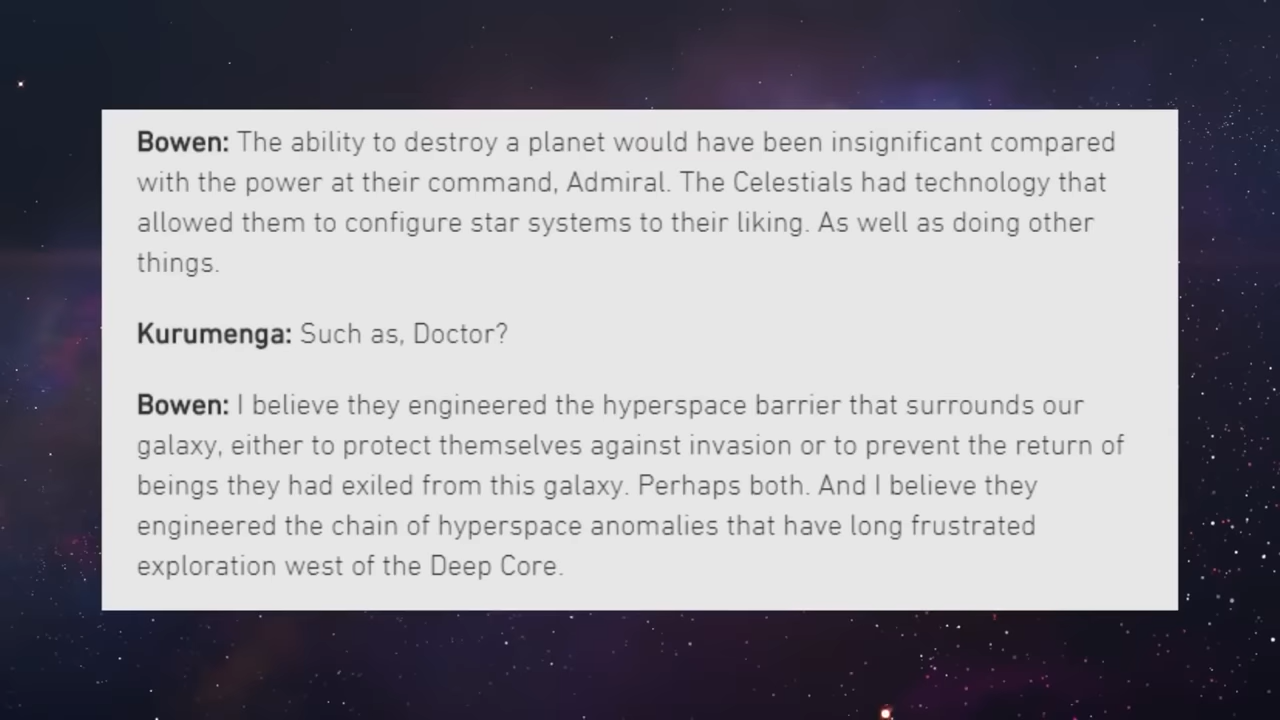 Bowen: The ability to destroy a planet would have been insignificant compared
with the power at their command, Admiral. The Celestials had technology that
allowed them to configure star systems to their liking. As well as doing other
things.
Kurumenga: Such as, Doctor?
Bowen: I believe they engineered the hyperspace barrier that surrounds our
galaxy, either to protect themselves against invasion or to prevent the return of
beings they had exiled from this galaxy. Perhaps both. And I believe they
engineered the chain of hyperspace anomalies that have long frustrated
exploration west of the Deep Core.